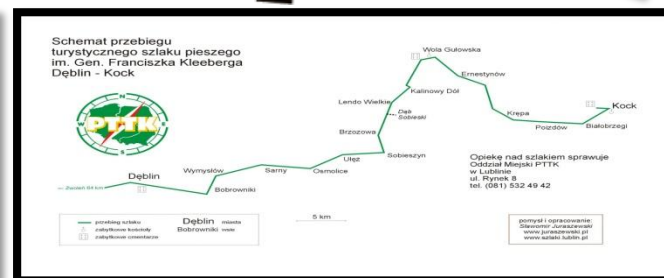 Schemat przebiegu
turystycznego szlaku pieszego
im. Gen. Franciszka Kleeberga
Dęblin - Kock
N
W PTTK E
S
Wola Gułowska
Ernestynów
Kalinowy Dół
Lendo Wielkie
Dąb
Sobieski
Kock
Krępa
Poizdów
Białobrzegi
Brzozowa
Sobieszyn
Ułęż
Osmolice
Sarny
Wymysłów
Dęblin
Bobrowniki
Zwoleń 64 km
Opiekę nad szlakiem sprawuje
Oddział Miejski PTTK
w Lublinie
ul. Rynek 8
tel. (081) 532 49 42
przebieg szlaku
zabytkowe kościoły
zabytkowe cmentarze
Dęblin miasta
Bobrowniki wsie
5 km
pomysł i opracowanie:
Sławomir Juraszewski
www.juraszewski.pl
www.szlaki.lublin.pl